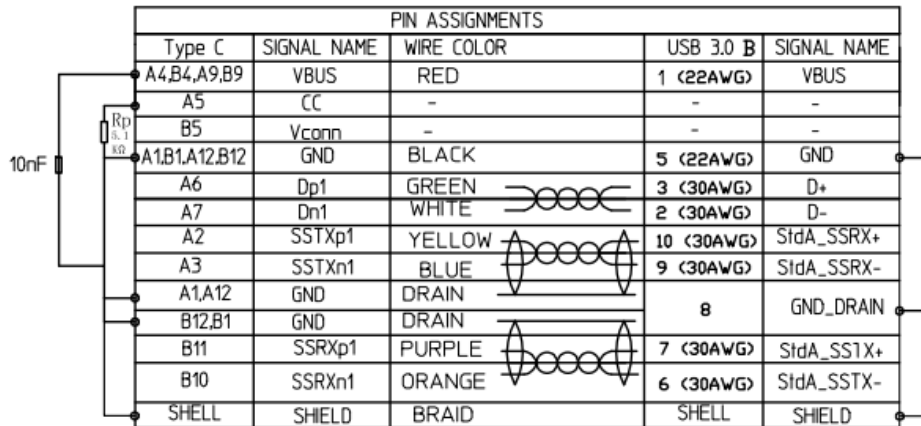 PIN ASSIGNMENTS
Type C SIGNAL NAME WIRE COLOR USB 3.0 B SIGNAL NAME
A4,B4,A9,B9 VBUS RED 1 (22AWG) VBUS
A5 CC - - -
Rp 5.1 KΩ
B5 Vconn - - -
10nF
A1,B1,A12,B12 GND BLACK 5 (22AWG) GND
A6 Dp1 GREEN 3 (30AWG) D+
A7 Dn1 WHITE 2 (30AWG) D-
A2 SSTXp1 YELLOW 10 (30AWG) StdA_SSRX+
A3 SSTXn1 BLUE 9 (30AWG) StdA_SSRX-
A1,A12 GND DRAIN 8 GND_DRAIN
B12,B1 GND DRAIN
B11 SSRXp1 PURPLE 7 (30AWG) StdA_SSTX+
B10 SSRXn1 ORANGE 6 (30AWG) StdA_SSTX-
SHELL SHIELD BRAID SHELL SHIELD